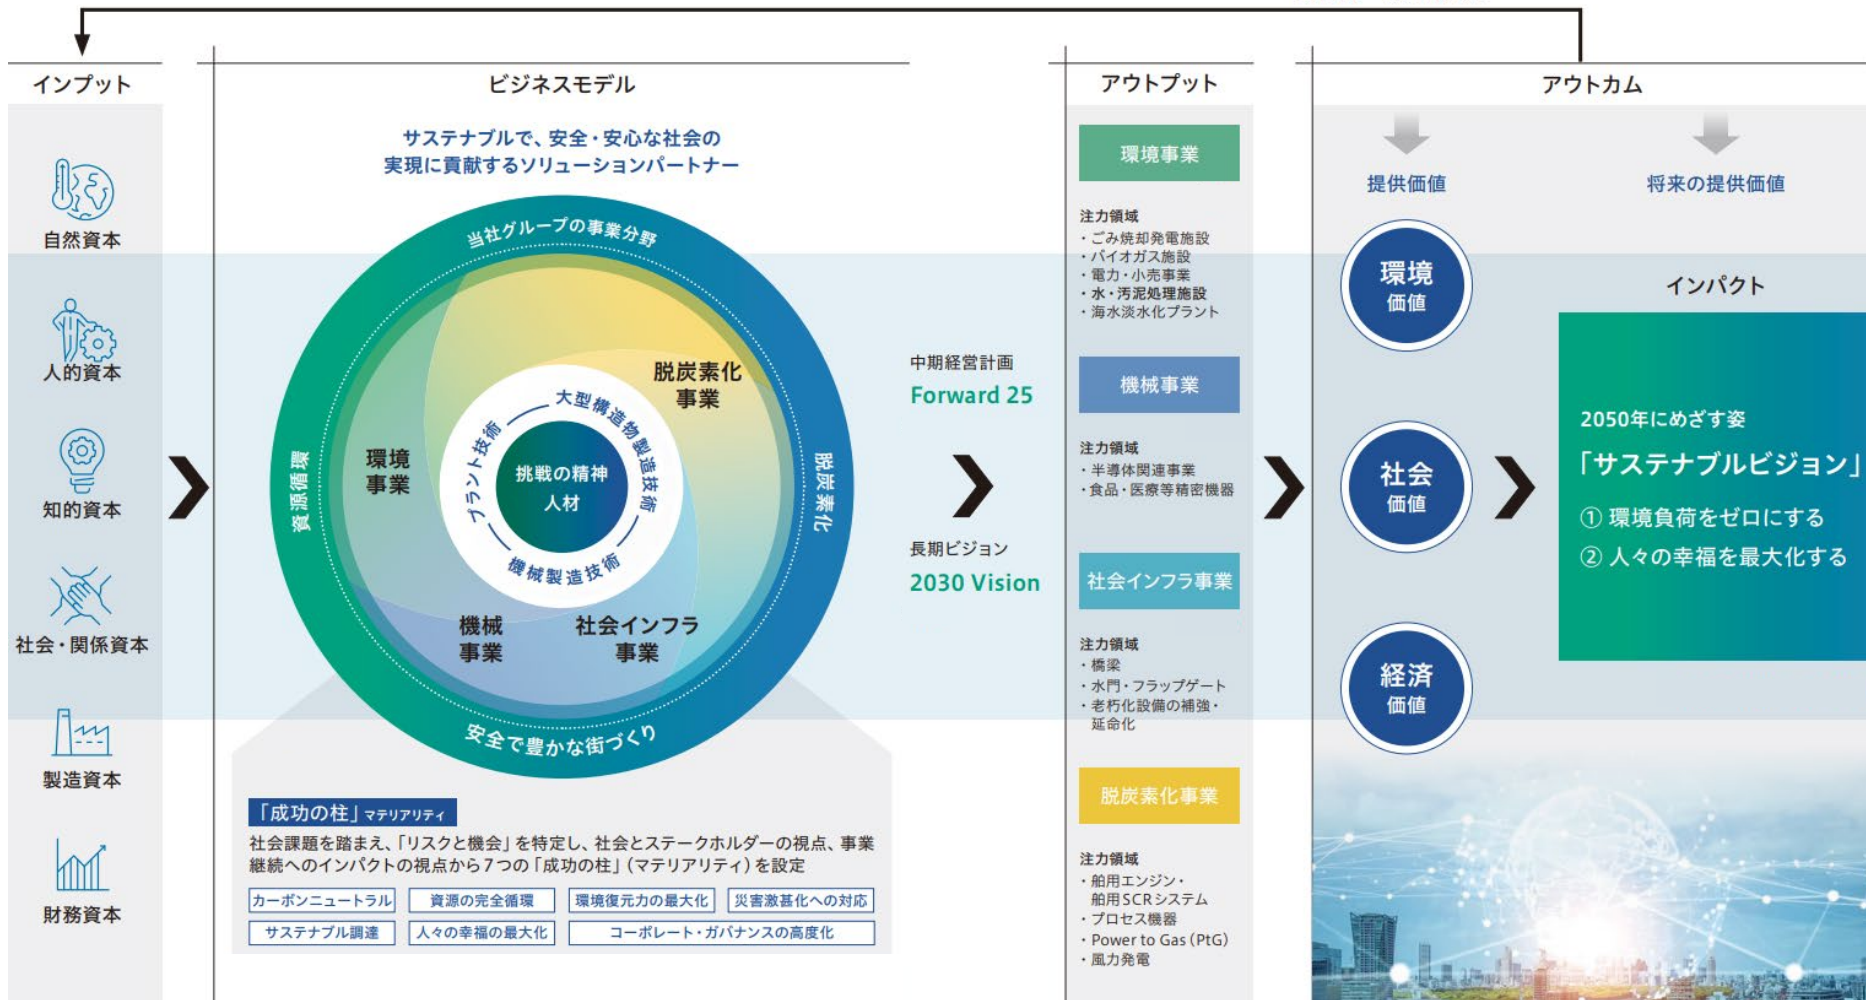 インプット
自然資本
人的資本
知的資本
社会・関係資本
製造資本
財務資本
ビジネスモデル
サステナブルで、安全・安心な社会の
実現に貢献するソリューションパートナー
当社グループの事業分野
資源循環
脱炭素化
安全で豊かな街づくり
環境
事業
脱炭素化
事業
機械
事業
社会インフラ
事業
プラント技術
大型構造物製造技術
機械製造技術
挑戦の精神
人材
「成功の柱」マテリアリティ
社会課題を踏まえ、「リスクと機会」を特定し、社会とステークホルダーの視点、事業
継続へのインパクトの視点から7つの「成功の柱」(マテリアリティ)を設定
カーボンニュートラル
資源の完全循環
環境復元力の最大化
災害激甚化への対応
サステナブル調達
人々の幸福の最大化
コーポレート・ガバナンスの高度化
中期経営計画
Forward 25
長期ビジョン
2030 Vision
アウトプット
環境事業
注力領域
・ごみ焼却発電施設
・バイオガス施設
・電力・小売事業
・水・汚泥処理施設
・海水淡水化プラント
機械事業
注力領域
・半導体関連事業
・食品・医療等精密機器
社会インフラ事業
注力領域
・橋梁
・水門・フラップゲート
・老朽化設備の補強・
延命化
脱炭素化事業
注力領域
・舶用エンジン・
舶用SCRシステム
・プロセス機器
・Power to Gas (PtG)
・風力発電
アウトカム
提供価値
将来の提供価値
環境
価値
社会
価値
経済
価値
インパクト
2050年にめざす姿
「サステナブルビジョン」
① 環境負荷をゼロにする
② 人々の幸福を最大化する